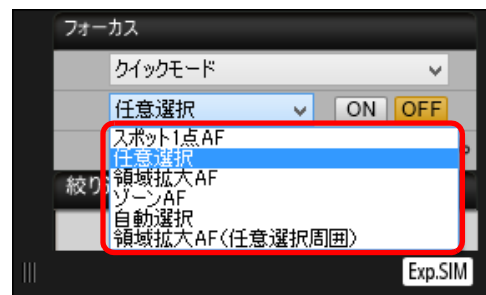 フォーカス
クイックモード
任意選択 ON OFF
スポット1点AF
任意選択
領域拡大AF
絞り
ゾーンAF
自動選択
領域拡大AF(任意選択周囲)
Exp.SIM